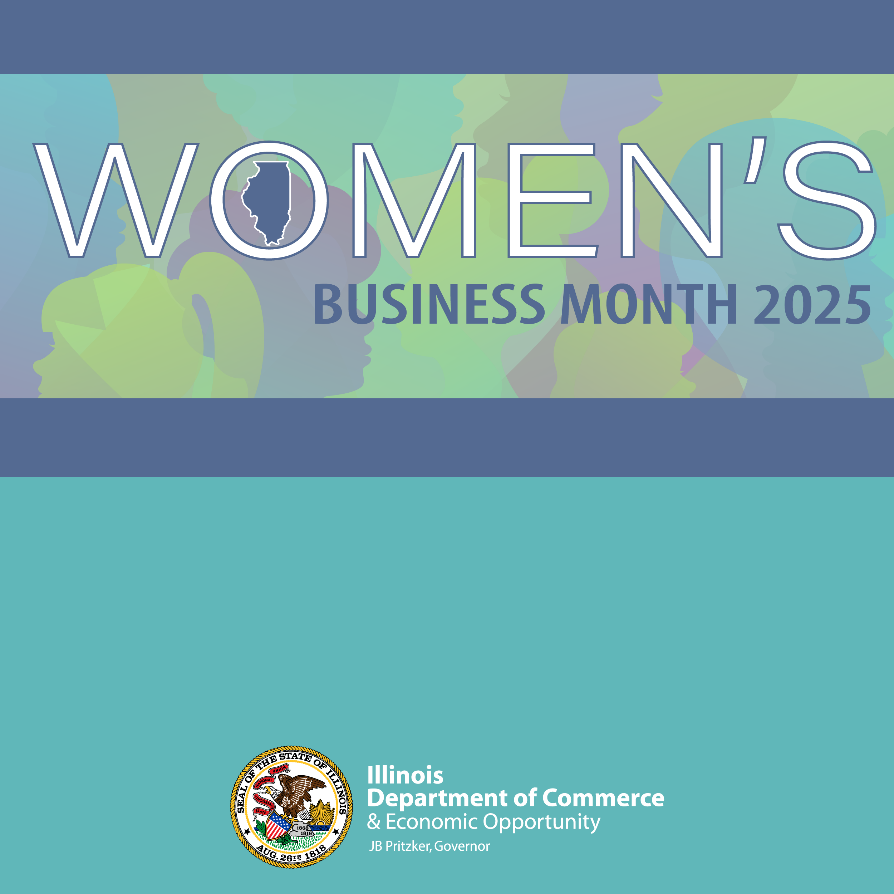 WOMEN'S
BUSINESS MONTH 2025
SEAL OF THE STATE OF ILLINOIS
AUG. 26TH 1818
Illinois
Department of Commerce
& Economic Opportunity
JB Pritzker, Governor